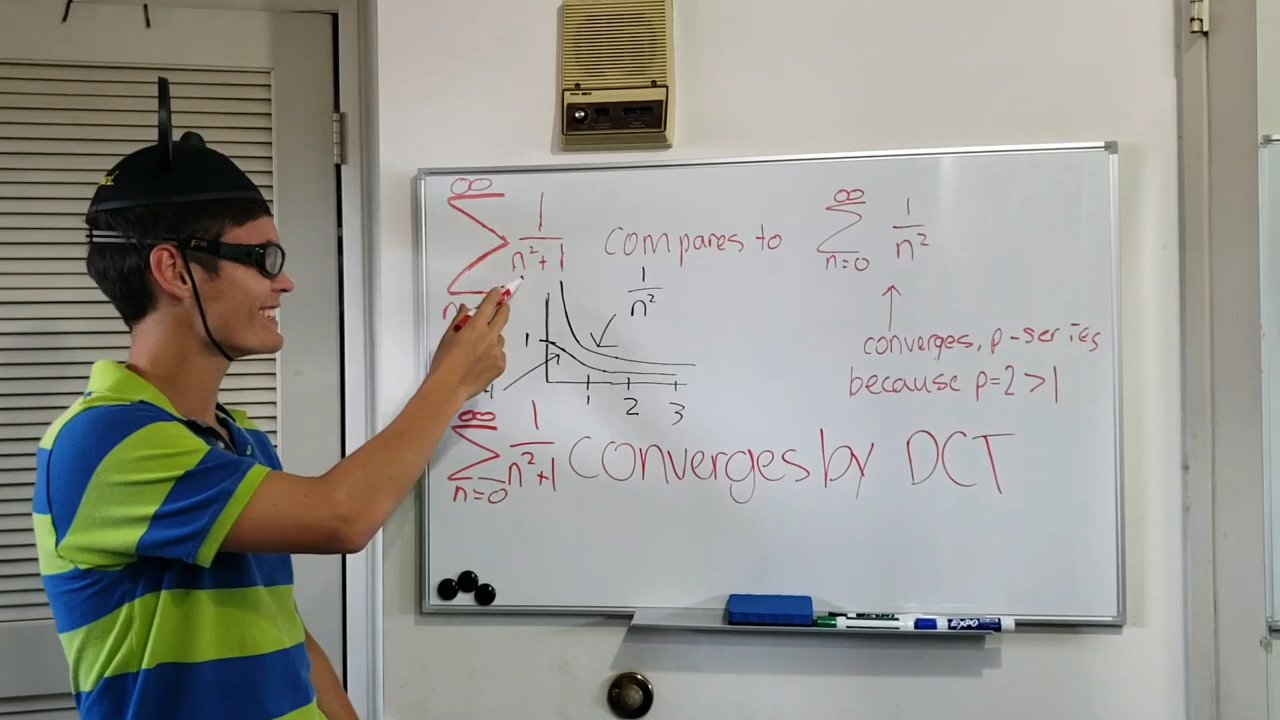 ∞ ∑ 1/(n²+1) compares to ∞ ∑ n=0 1/n²
1/n²
converges, p-series
because p=2>1
1
1 2 3
∞ ∑ n=0 1/(n²+1) converges by DCT
EXPO